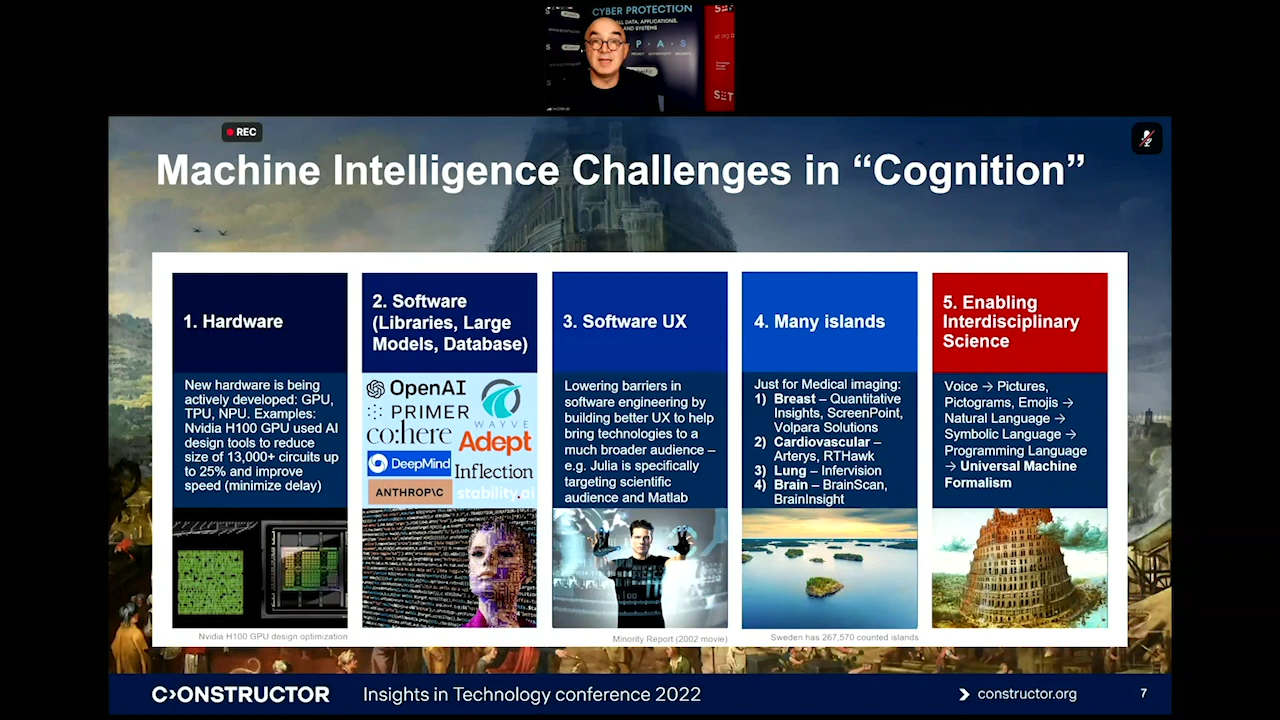 CYBER PROTECTION
ALL DATA, APPLICATIONS,
AND SYSTEMS
P · A · S
SET
REC
Machine Intelligence Challenges in “Cognition”
1. Hardware
New hardware is being
actively developed: GPU,
TPU, NPU. Examples:
Nvidia H100 GPU used AI
design tools to reduce
size of 13,000+ circuits up
to 25% and improve
speed (minimize delay)
Nvidia H100 GPU design optimization
2. Software
(Libraries, Large
Models, Database)
OpenAI
PRIMER
WAYVE
co:here
Adept
DeepMind
Inflection
ANTHROP\C
stability.ai
3. Software UX
Lowering barriers in
software engineering by
building better UX to help
bring technologies to a
much broader audience –
e.g. Julia is specifically
targeting scientific
audience and Matlab
Minority Report (2002 movie)
4. Many islands
Just for Medical imaging:
1) Breast – Quantitative
Insights, ScreenPoint,
Volpara Solutions
2) Cardiovascular –
Arterys, RTHawk
3) Lung – Infervision
4) Brain – BrainScan,
BrainInsight
Sweden has 267,570 counted islands
5. Enabling
Interdisciplinary
Science
Voice → Pictures,
Pictograms, Emojis →
Natural Language →
Symbolic Language →
Programming Language
→ Universal Machine
Formalism
C›ONSTRUCTOR
Insights in Technology conference 2022
constructor.org
7